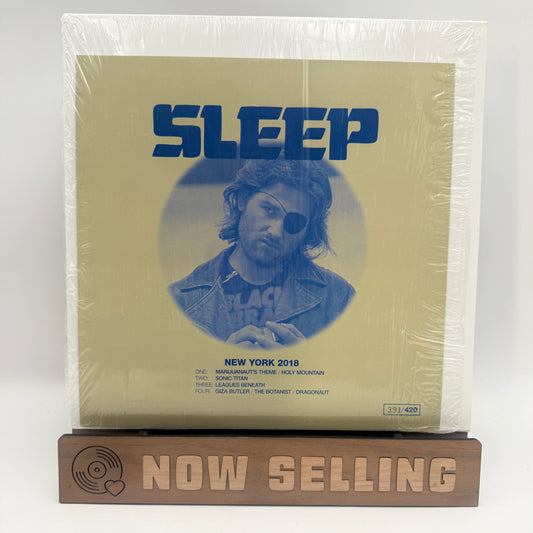 SLEEP
BLACK
NEW YORK 2018
ONE: MARIJUANAUT'S THEME / HOLY MOUNTAIN
TWO: SONIC TITAN
THREE: LEAGUES BENEATH
FOUR: GIZA BUTLER / THE BOTANIST / DRAGONAUT
391/420
NOW SELLING